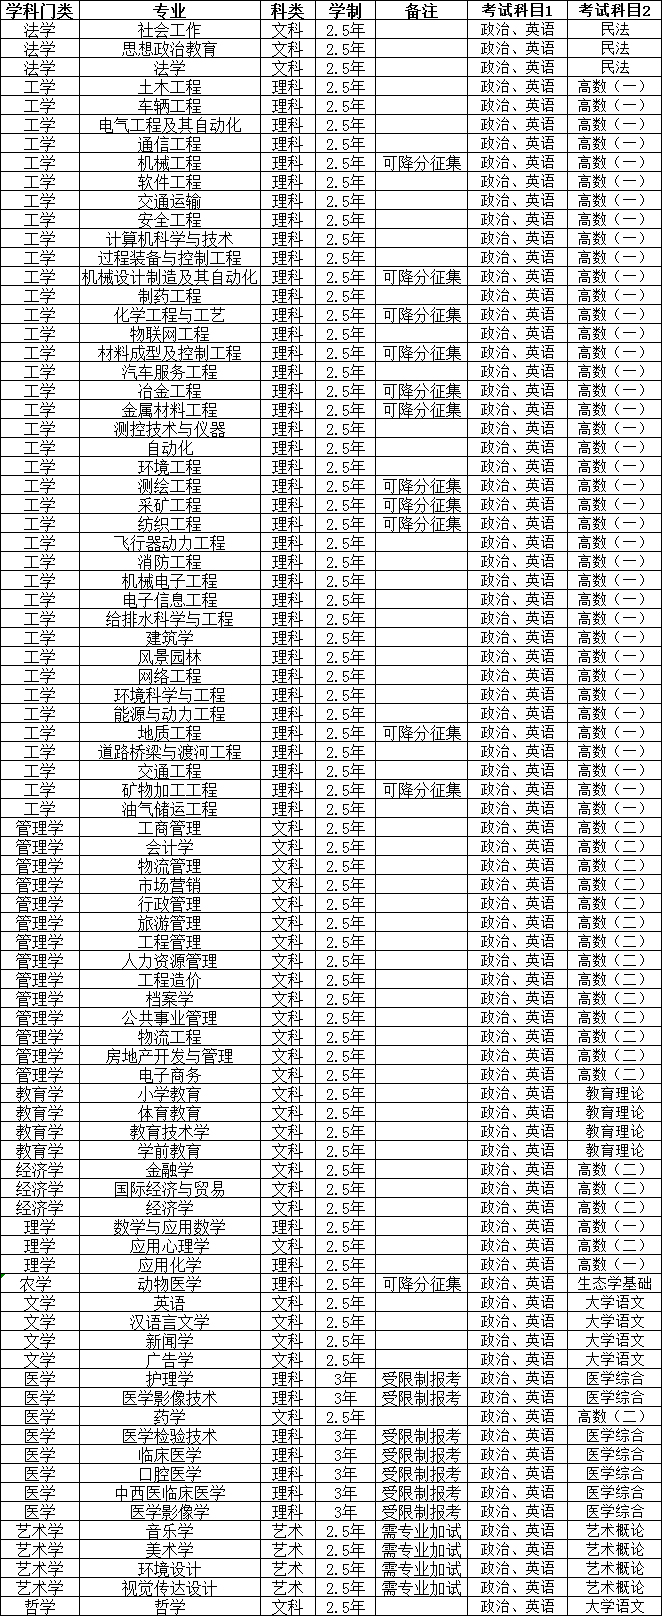 学科门类 专业 科类 学制 备注 考试科目1 考试科目2
法学 社会工作 文科 2.5年 政治、英语 民法
法学 思想政治教育 文科 2.5年 政治、英语 民法
法学 法学 文科 2.5年 政治、英语 民法
工学 土木工程 理科 2.5年 政治、英语 高数（一）
工学 车辆工程 理科 2.5年 政治、英语 高数（一）
工学 电气工程及其自动化 理科 2.5年 政治、英语 高数（一）
工学 通信工程 理科 2.5年 政治、英语 高数（一）
工学 机械工程 理科 2.5年 可降分征集 政治、英语 高数（一）
工学 软件工程 理科 2.5年 政治、英语 高数（一）
工学 交通运输 理科 2.5年 政治、英语 高数（一）
工学 安全工程 理科 2.5年 政治、英语 高数（一）
工学 计算机科学与技术 理科 2.5年 政治、英语 高数（一）
工学 过程装备与控制工程 理科 2.5年 政治、英语 高数（一）
工学 机械设计制造及其自动化 理科 2.5年 可降分征集 政治、英语 高数（一）
工学 制药工程 理科 2.5年 政治、英语 高数（一）
工学 化学工程与工艺 理科 2.5年 可降分征集 政治、英语 高数（一）
工学 物联网工程 理科 2.5年 政治、英语 高数（一）
工学 材料成型及控制工程 理科 2.5年 可降分征集 政治、英语 高数（一）
工学 汽车服务工程 理科 2.5年 政治、英语 高数（一）
工学 冶金工程 理科 2.5年 可降分征集 政治、英语 高数（一）
工学 金属材料工程 理科 2.5年 可降分征集 政治、英语 高数（一）
工学 测控技术与仪器 理科 2.5年 政治、英语 高数（一）
工学 自动化 理科 2.5年 政治、英语 高数（一）
工学 环境工程 理科 2.5年 政治、英语 高数（一）
工学 测绘工程 理科 2.5年 可降分征集 政治、英语 高数（一）
工学 采矿工程 理科 2.5年 可降分征集 政治、英语 高数（一）
工学 纺织工程 理科 2.5年 可降分征集 政治、英语 高数（一）
工学 飞行器动力工程 理科 2.5年 政治、英语 高数（一）
工学 消防工程 理科 2.5年 政治、英语 高数（一）
工学 机械电子工程 理科 2.5年 政治、英语 高数（一）
工学 电子信息工程 理科 2.5年 政治、英语 高数（一）
工学 给排水科学与工程 理科 2.5年 政治、英语 高数（一）
工学 建筑学 理科 2.5年 政治、英语 高数（一）
工学 风景园林 理科 2.5年 政治、英语 高数（一）
工学 网络工程 理科 2.5年 政治、英语 高数（一）
工学 环境科学与工程 理科 2.5年 政治、英语 高数（一）
工学 能源与动力工程 理科 2.5年 政治、英语 高数（一）
工学 地质工程 理科 2.5年 可降分征集 政治、英语 高数（一）
工学 道路桥梁与渡河工程 理科 2.5年 政治、英语 高数（一）
工学 交通工程 理科 2.5年 政治、英语 高数（一）
工学 矿物加工工程 理科 2.5年 可降分征集 政治、英语 高数（一）
工学 油气储运工程 理科 2.5年 政治、英语 高数（一）
管理学 工商管理 文科 2.5年 政治、英语 高数（二）
管理学 会计学 文科 2.5年 政治、英语 高数（二）
管理学 物流管理 文科 2.5年 政治、英语 高数（二）
管理学 市场营销 文科 2.5年 政治、英语 高数（二）
管理学 行政管理 文科 2.5年 政治、英语 高数（二）
管理学 旅游管理 文科 2.5年 政治、英语 高数（二）
管理学 工程管理 文科 2.5年 政治、英语 高数（二）
管理学 人力资源管理 文科 2.5年 政治、英语 高数（二）
管理学 工程造价 文科 2.5年 政治、英语 高数（二）
管理学 档案学 文科 2.5年 政治、英语 高数（二）
管理学 公共事业管理 文科 2.5年 政治、英语 高数（二）
管理学 物流工程 文科 2.5年 政治、英语 高数（二）
管理学 房地产开发与管理 文科 2.5年 政治、英语 高数（二）
管理学 电子商务 文科 2.5年 政治、英语 高数（二）
教育学 小学教育 文科 2.5年 政治、英语 教育理论
教育学 体育教育 文科 2.5年 政治、英语 教育理论
教育学 教育技术学 文科 2.5年 政治、英语 教育理论
教育学 学前教育 文科 2.5年 政治、英语 教育理论
经济学 金融学 文科 2.5年 政治、英语 高数（二）
经济学 国际经济与贸易 文科 2.5年 政治、英语 高数（二）
经济学 经济学 文科 2.5年 政治、英语 高数（二）
理学 数学与应用数学 理科 2.5年 政治、英语 高数（一）
理学 应用心理学 文科 2.5年 政治、英语 高数（二）
理学 应用化学 理科 2.5年 政治、英语 高数（一）
农学 动物医学 理科 2.5年 可降分征集 政治、英语 生态学基础
文学 英语 文科 2.5年 政治、英语 大学语文
文学 汉语言文学 文科 2.5年 政治、英语 大学语文
文学 新闻学 文科 2.5年 政治、英语 大学语文
文学 广告学 文科 2.5年 政治、英语 大学语文
医学 护理学 理科 3年 受限制报考 政治、英语 医学综合
医学 医学影像技术 理科 3年 受限制报考 政治、英语 医学综合
医学 药学 文科 2.5年 政治、英语 高数（二）
医学 医学检验技术 理科 3年 受限制报考 政治、英语 医学综合
医学 临床医学 理科 3年 受限制报考 政治、英语 医学综合
医学 口腔医学 理科 3年 受限制报考 政治、英语 医学综合
医学 中西医临床医学 理科 3年 受限制报考 政治、英语 医学综合
医学 医学影像学 理科 3年 受限制报考 政治、英语 医学综合
艺术学 音乐学 艺术 2.5年 需专业加试 政治、英语 艺术概论
艺术学 美术学 艺术 2.5年 需专业加试 政治、英语 艺术概论
艺术学 环境设计 艺术 2.5年 需专业加试 政治、英语 艺术概论
艺术学 视觉传达设计 艺术 2.5年 需专业加试 政治、英语 艺术概论
哲学 哲学 文科 2.5年 政治、英语 大学语文